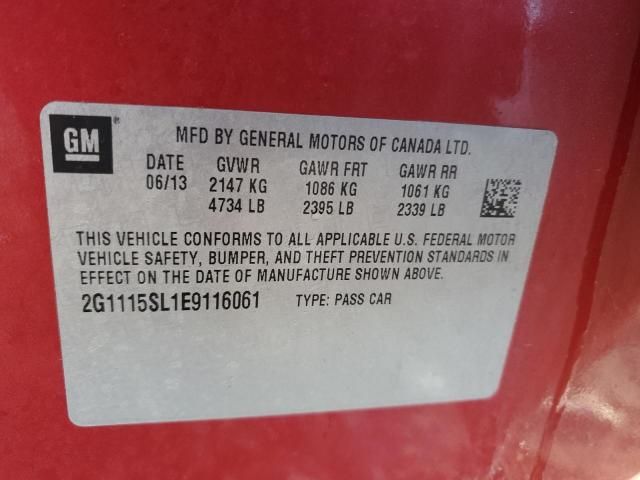 GM
MFD BY GENERAL MOTORS OF CANADA LTD.
DATE GVWR GAWR FRT GAWR RR
06/13 2147 KG 1086 KG 1061 KG
4734 LB 2395 LB 2339 LB
THIS VEHICLE CONFORMS TO ALL APPLICABLE U.S. FEDERAL MOTOR
VEHICLE SAFETY, BUMPER, AND THEFT PREVENTION STANDARDS IN
EFFECT ON THE DATE OF MANUFACTURE SHOWN ABOVE.
2G1115SL1E9116061 TYPE: PASS CAR